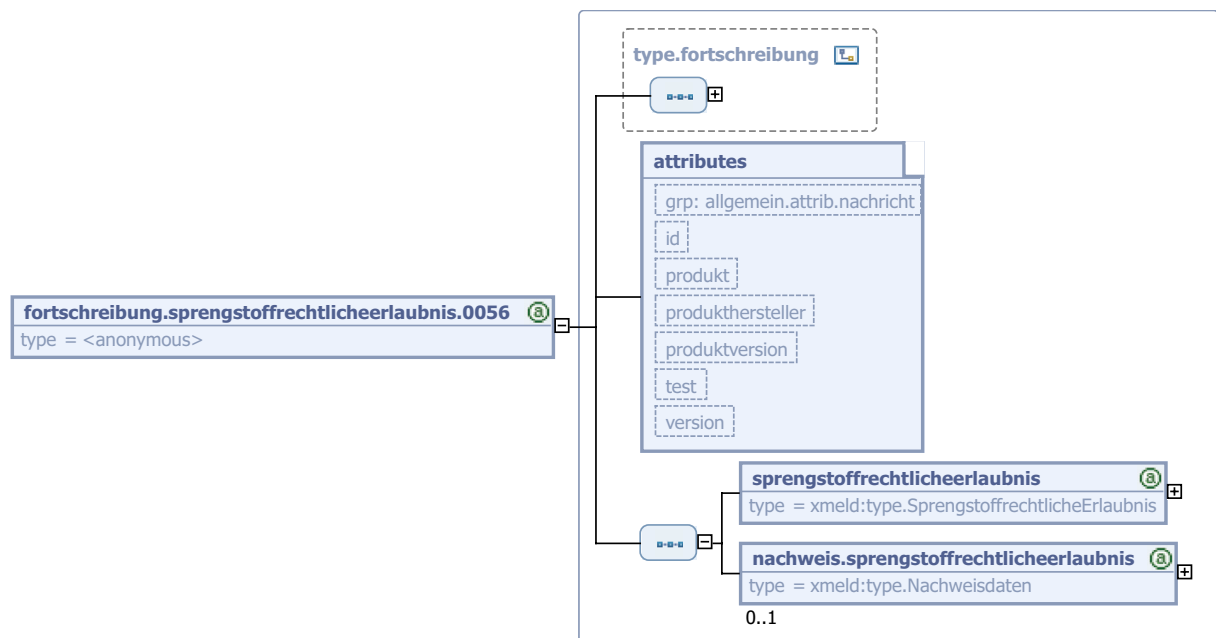 type.fortschreibung
attributes
grp: allgemein.attrib.nachricht
id
produkt
produkthersteller
produktversion
test
version
fortschreibung.sprengstoffrechtlicheerlaubnis.0056
type = <anonymous>
sprengstoffrechtlicheerlaubnis
type = xmeld:type.SprengstoffrechtlicheErlaubnis
nachweis.sprengstoffrechtlicheerlaubnis
type = xmeld:type.Nachweisdaten
0..1